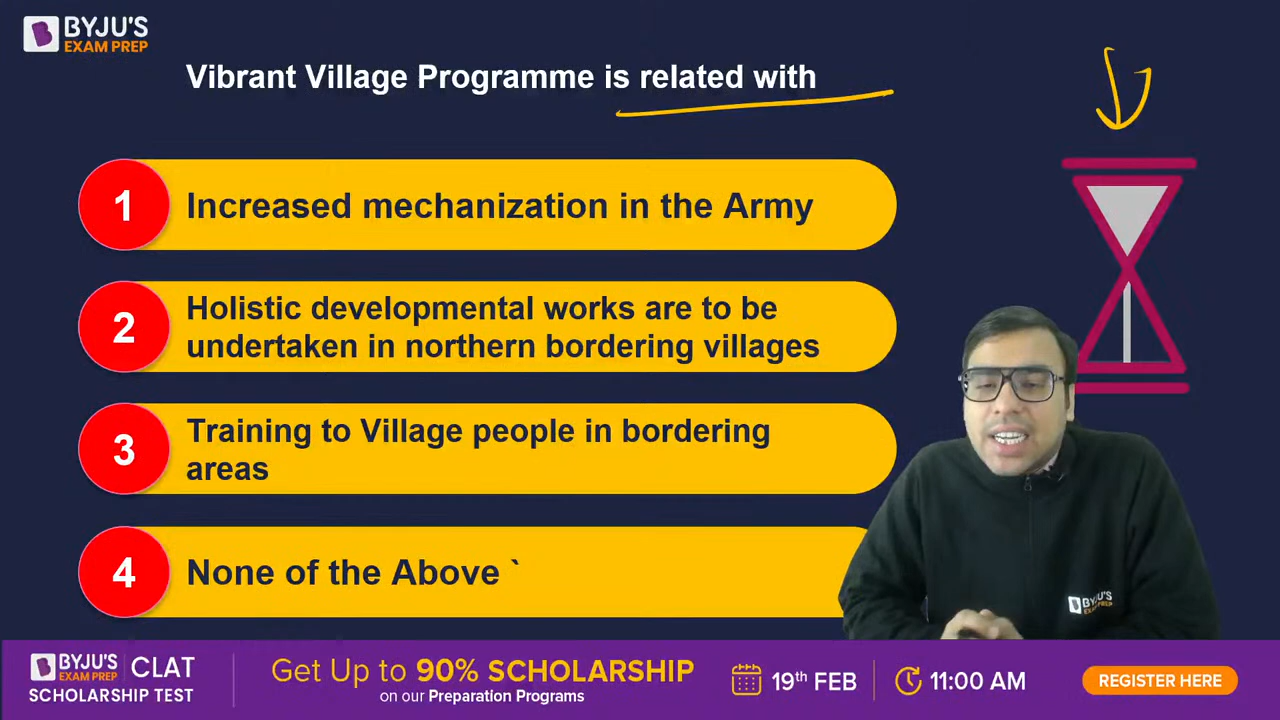 BYJU'S
EXAM PREP
Vibrant Village Programme is related with
1 Increased mechanization in the Army
2 Holistic developmental works are to be
undertaken in northern bordering villages
3 Training to Village people in bordering
areas
4 None of the Above `
BYJU'S
EXAM PREP
BYJU'S
EXAM PREP
CLAT
SCHOLARSHIP TEST
Get Up to 90% SCHOLARSHIP
on our Preparation Programs
19th FEB
11:00 AM
REGISTER HERE